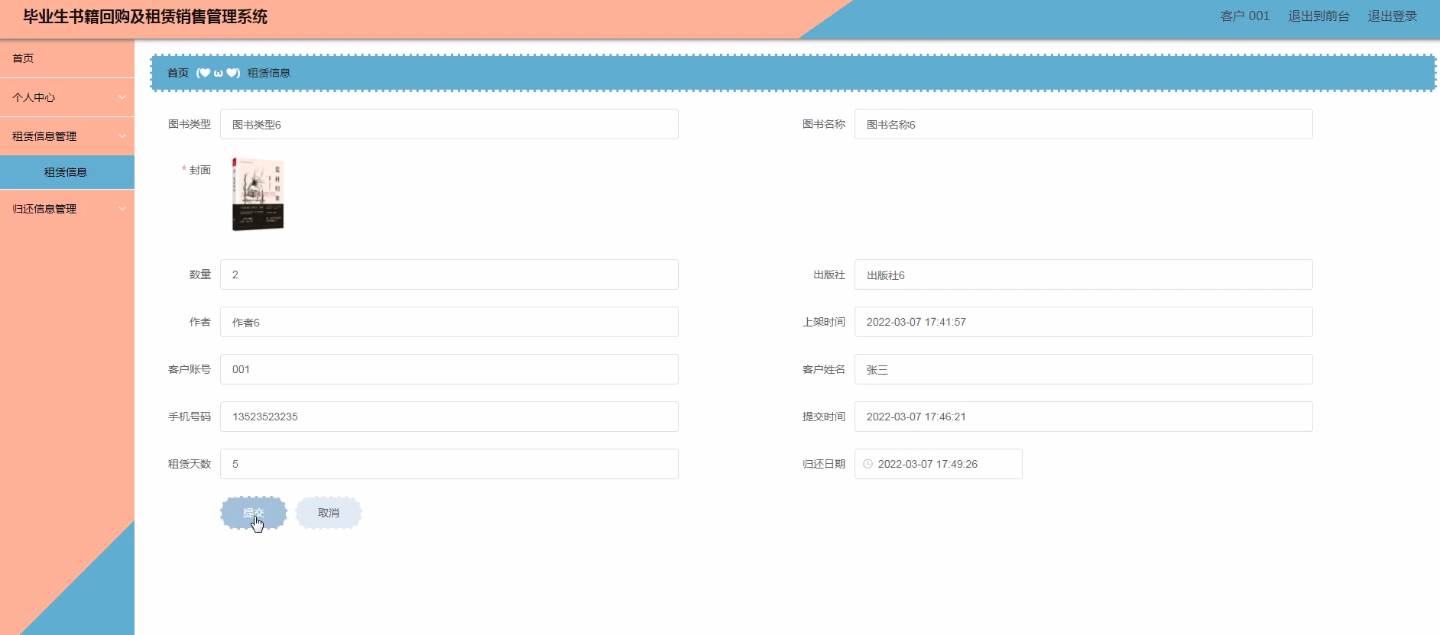 毕业生书籍回购及租赁销售管理系统
客户 001 退出到前台 退出登录
首页
个人中心
租赁信息管理
租赁信息
归还信息管理
首页 (♥ω♥) 租赁信息
图书类型 图书类型6
图书名称 图书名称6
* 封面
数量 2
出版社 出版社6
作者 作者6
上架时间 2022-03-07 17:41:57
客户账号 001
客户姓名 张三
手机号码 13523523235
提交时间 2022-03-07 17:46:21
租赁天数 5
归还日期 2022-03-07 17:49:26
提交 取消